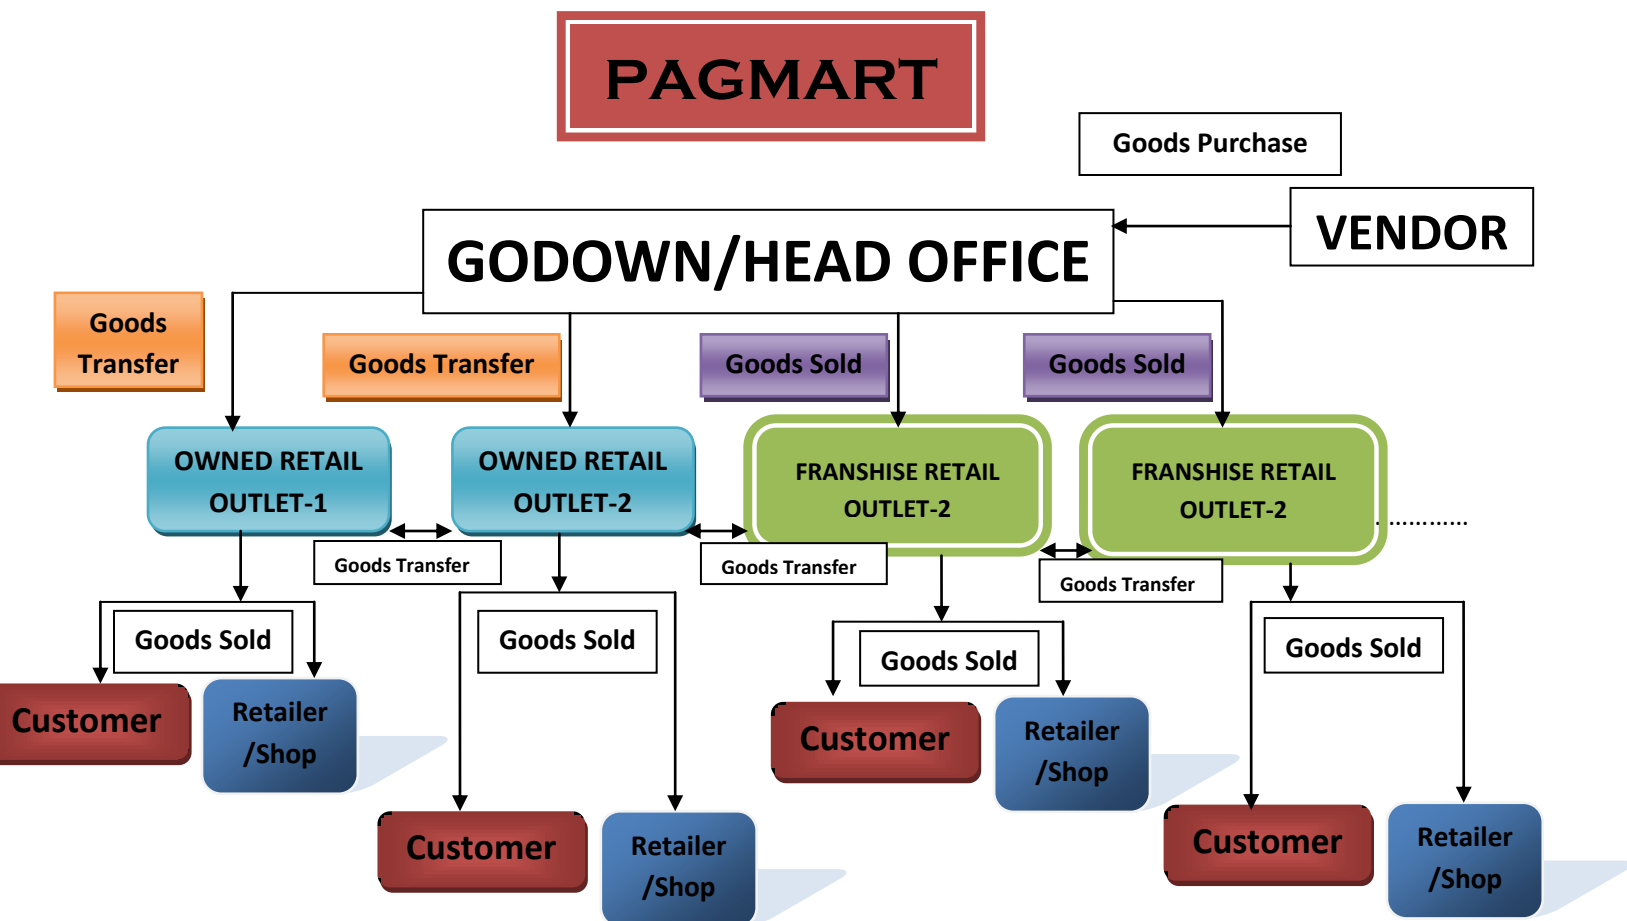 PAGMART
Goods Purchase
VENDOR
GODOWN/HEAD OFFICE
Goods
Transfer
Goods Transfer
Goods Sold
Goods Sold
OWNED RETAIL
OUTLET-1
OWNED RETAIL
OUTLET-2
FRANSHISE RETAIL
OUTLET-2
FRANSHISE RETAIL
OUTLET-2
..............
Goods Transfer
Goods Transfer
Goods Transfer
Goods Sold
Goods Sold
Goods Sold
Goods Sold
Customer
Retailer
/Shop
Customer
Retailer
/Shop
Customer
Retailer
/Shop
Customer
Retailer
/Shop